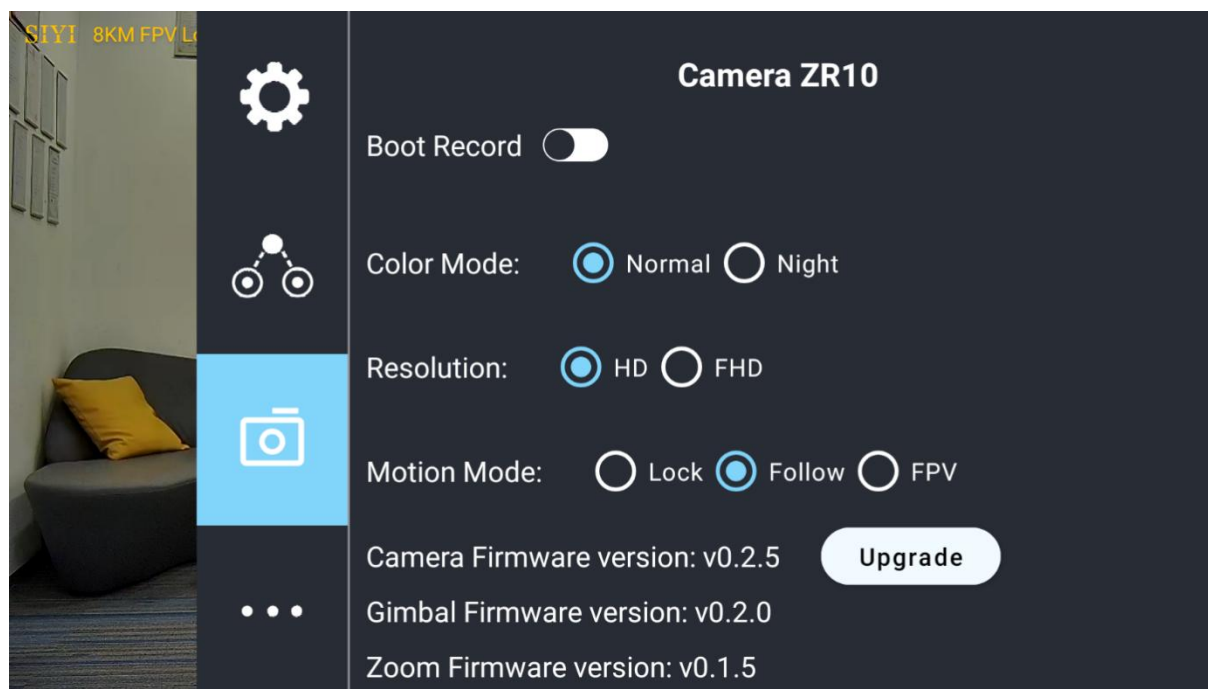 SIYI 8KM FPV
Camera ZR10
Boot Record
Color Mode: Normal Night
Resolution: HD FHD
Motion Mode: Lock Follow FPV
Camera Firmware version: v0.2.5 Upgrade
Gimbal Firmware version: v0.2.0
Zoom Firmware version: v0.1.5